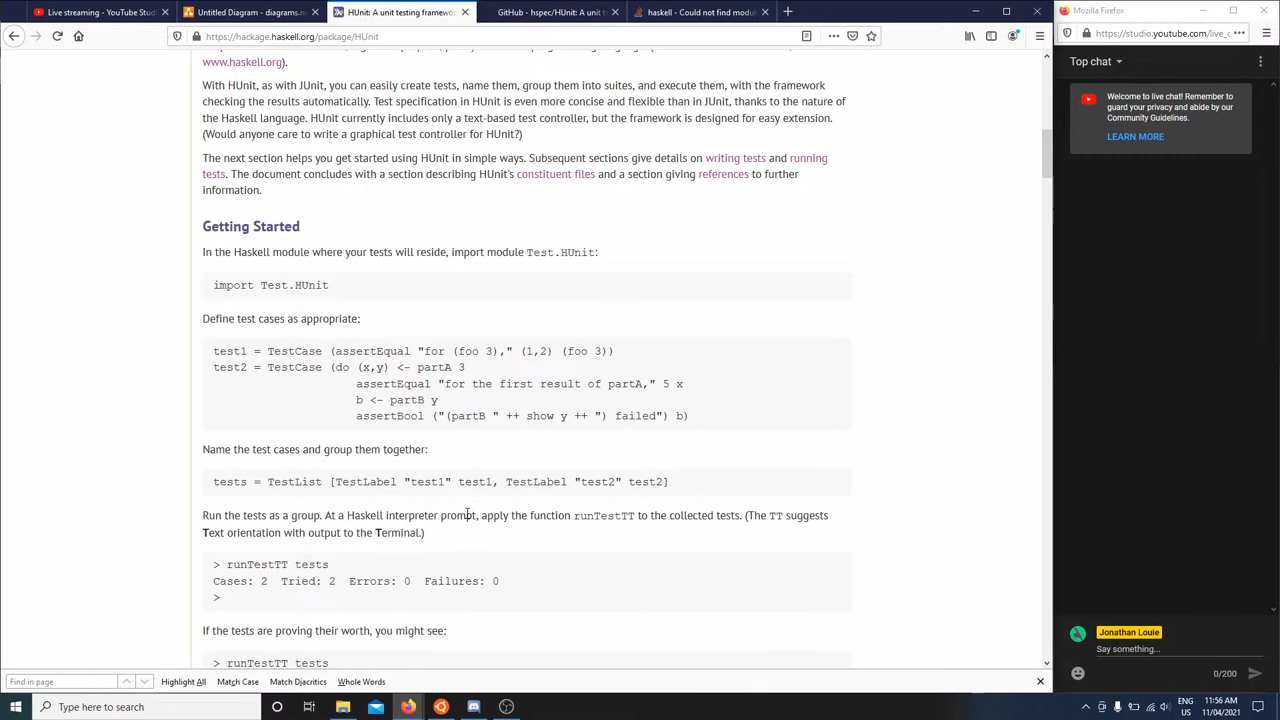 Live streaming - YouTube Stud
Untitled Diagram - diagrams.n
HUnit: A unit testing framewor
GitHub - hspec/HUnit: A unit t
haskell - Could not find modul
Mozilla Firefox
https://hackage.haskell.org/package/HUnit
https://studio.youtube.com/live_c
Top chat
www.haskell.org).
With HUnit, as with JUnit, you can easily create tests, name them, group them into suites, and execute them, with the framework
checking the results automatically. Test specification in HUnit is even more concise and flexible than in JUnit, thanks to the nature of
the Haskell language. HUnit currently includes only a text-based test controller, but the framework is designed for easy extension.
(Would anyone care to write a graphical test controller for HUnit?)
The next section helps you get started using HUnit in simple ways. Subsequent sections give details on writing tests and running
tests. The document concludes with a section describing HUnit's constituent files and a section giving references to further
information.
Getting Started
In the Haskell module where your tests will reside, import module Test.HUnit:
import Test.HUnit
Define test cases as appropriate:
test1 = TestCase (assertEqual "for (foo 3)," (1,2) (foo 3))
test2 = TestCase (do (x,y) <- partA 3
assertEqual "for the first result of partA," 5 x
b <- partB y
assertBool ("(partB " ++ show y ++ ") failed") b)
Name the test cases and group them together:
tests = TestList [TestLabel "test1" test1, TestLabel "test2" test2]
Run the tests as a group. At a Haskell interpreter prompt, apply the function runTestTT to the collected tests. (The TT suggests
Text orientation with output to the Terminal.)
> runTestTT tests
Cases: 2  Tried: 2  Errors: 0  Failures: 0
>
If the tests are proving their worth, you might see:
> runTestTT tests
Welcome to live chat! Remember to
guard your privacy and abide by our
Community Guidelines.
LEARN MORE
Jonathan Louie
Say something...
0/200
Find in page
Highlight All
Match Case
Match Diacritics
Whole Words
Type here to search
ENG
US
11:56 AM
11/04/2021